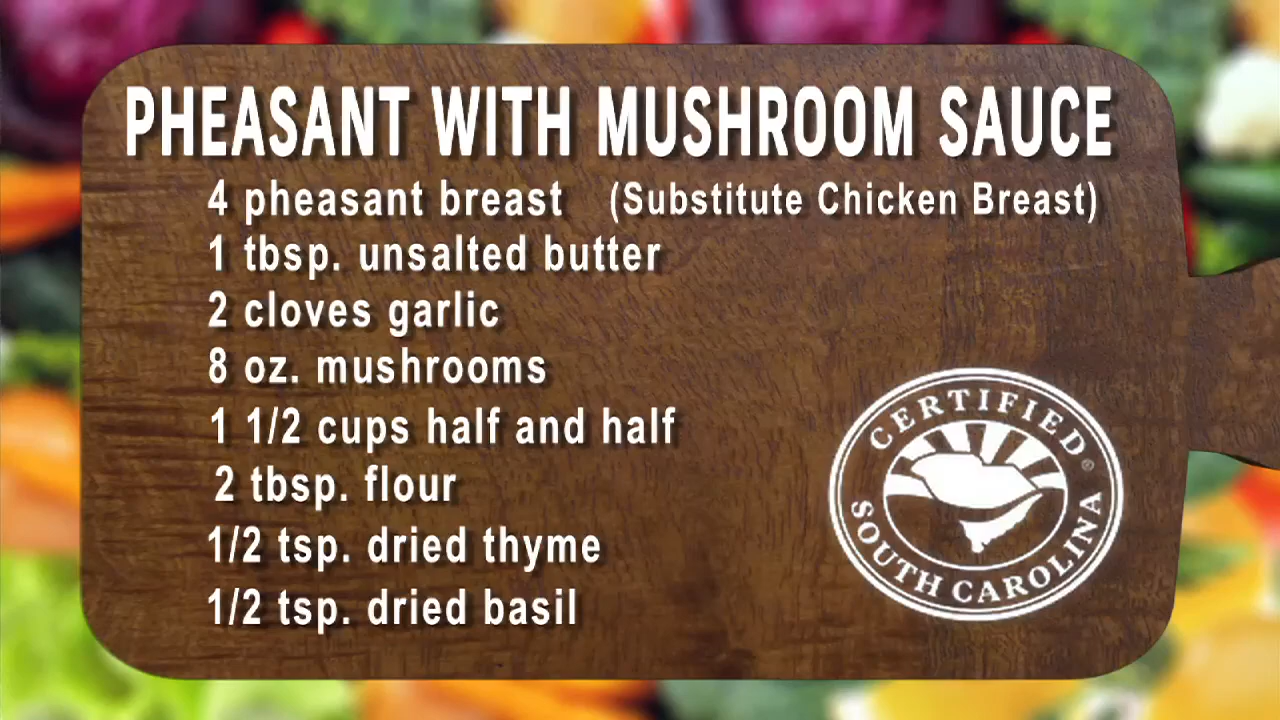 PHEASANT WITH MUSHROOM SAUCE
4 pheasant breast (Substitute Chicken Breast)
1 tbsp. unsalted butter
2 cloves garlic
8 oz. mushrooms
1 1/2 cups half and half
2 tbsp. flour
1/2 tsp. dried thyme
1/2 tsp. dried basil
CERTIFIED®
SOUTH CAROLINA